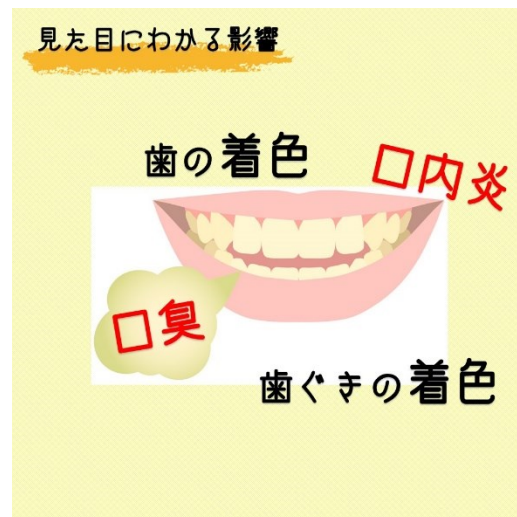 見た目にわかる影響
歯の着色
口内炎
口臭
歯ぐきの着色